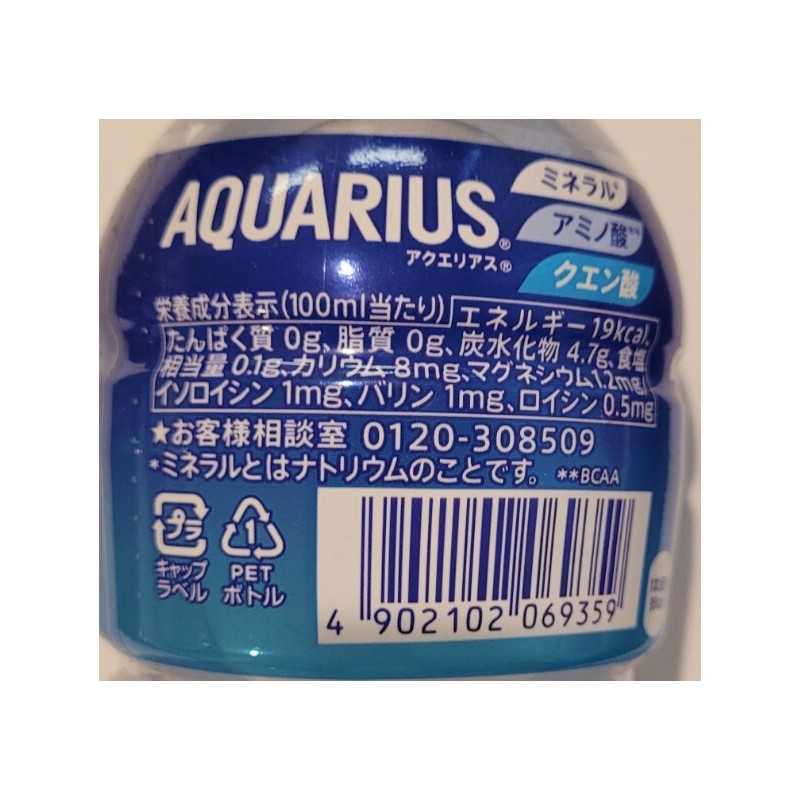 AQUARIUS®
アクエリアス®
ミネラル*
アミノ酸**
クエン酸
栄養成分表示(100ml当たり)エネルギー19kcal、
たんぱく質 0g、脂質 0g、炭水化物 4.7g、食塩
相当量 0.1g カリウム 8mg、マグネシウム1.2mg、
イソロイシン 1mg、バリン 1mg、ロイシン 0.5mg
★お客様相談室 0120-308509
*ミネラルとはナトリウムのことです。 **BCAA
プラ
キャップ
ラベル
1
PET
ボトル
4 902102 069359